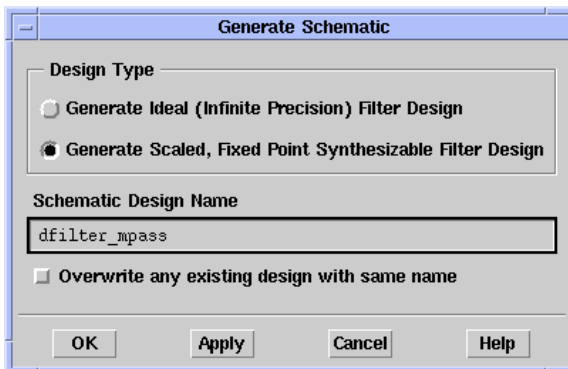 Generate Schematic
Design Type
Generate Ideal (Infinite Precision) Filter Design
Generate Scaled, Fixed Point Synthesizable Filter Design
Schematic Design Name
dfilter_mpass
Overwrite any existing design with same name
OK Apply Cancel Help